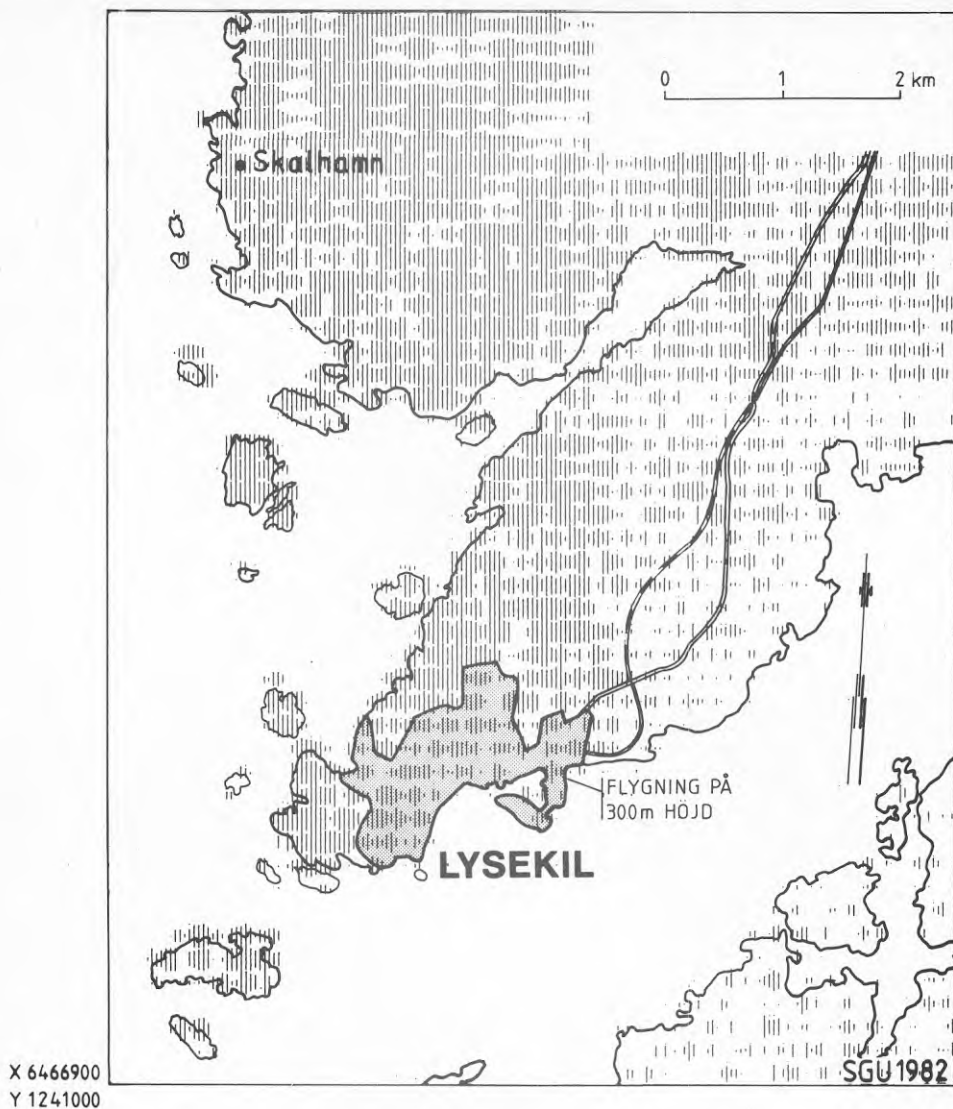 0 1 2 km
Skalhamn
FLYGNING PÅ
300m HÖJD
LYSEKIL
SGU 1982
X 6466900
Y 1241000